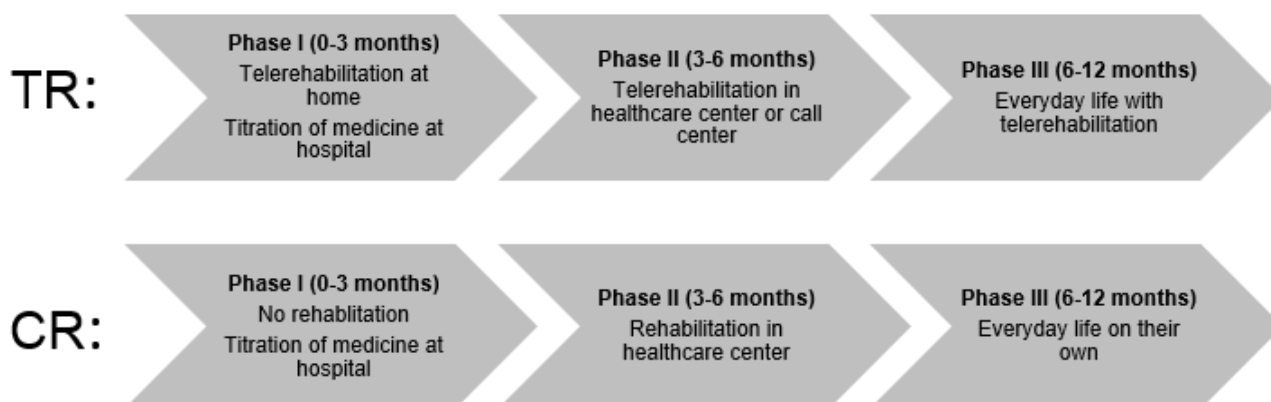 TR:
Phase I (0-3 months)
Telerehabilitation at
home
Titration of medicine at
hospital
Phase II (3-6 months)
Telerehabilitation in
healthcare center or call
center
Phase III (6-12 months)
Everyday life with
telerehabilitation
CR:
Phase I (0-3 months)
No rehablitation
Titration of medicine at
hospital
Phase II (3-6 months)
Rehabilitation in
healthcare center
Phase III (6-12 months)
Everyday life on their
own